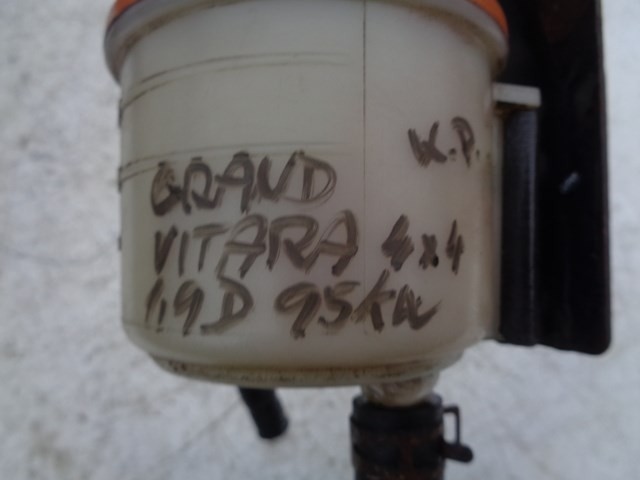 K.P.
GRAND
VITARA 4x4
1.9D 95kW